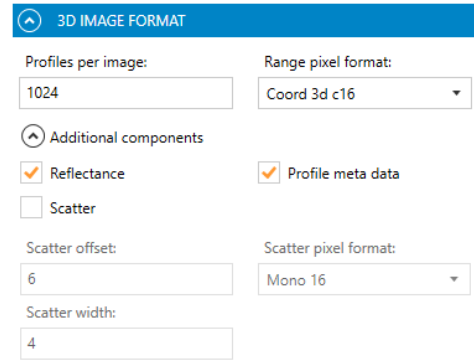 3D IMAGE FORMAT
Profiles per image: Range pixel format:
1024 Coord 3d c16
Additional components
Reflectance Profile meta data
Scatter
Scatter offset: Scatter pixel format:
6 Mono 16
Scatter width:
4